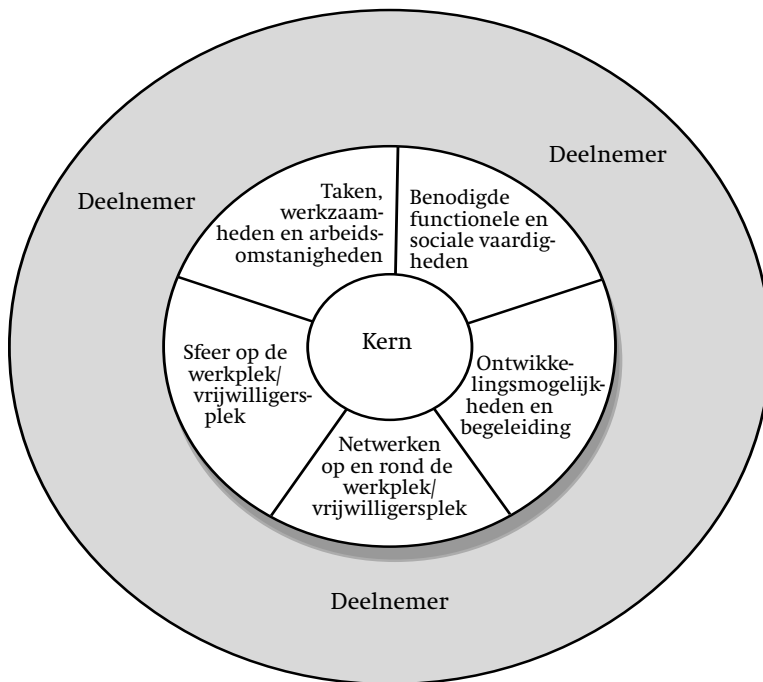 Deelnemer
Deelnemer
Taken,
werkzaam-
heden en arbeids-
omstanigheden
Benodigde
functionele en
sociale vaardig-
heden
Kern
Sfeer op de
werkplek/
vrijwilligers-
plek
Ontwikke-
lingsmogelijk-
heden en
begeleiding
Netwerken
op en rond de
werkplek/
vrijwilligersplek
Deelnemer